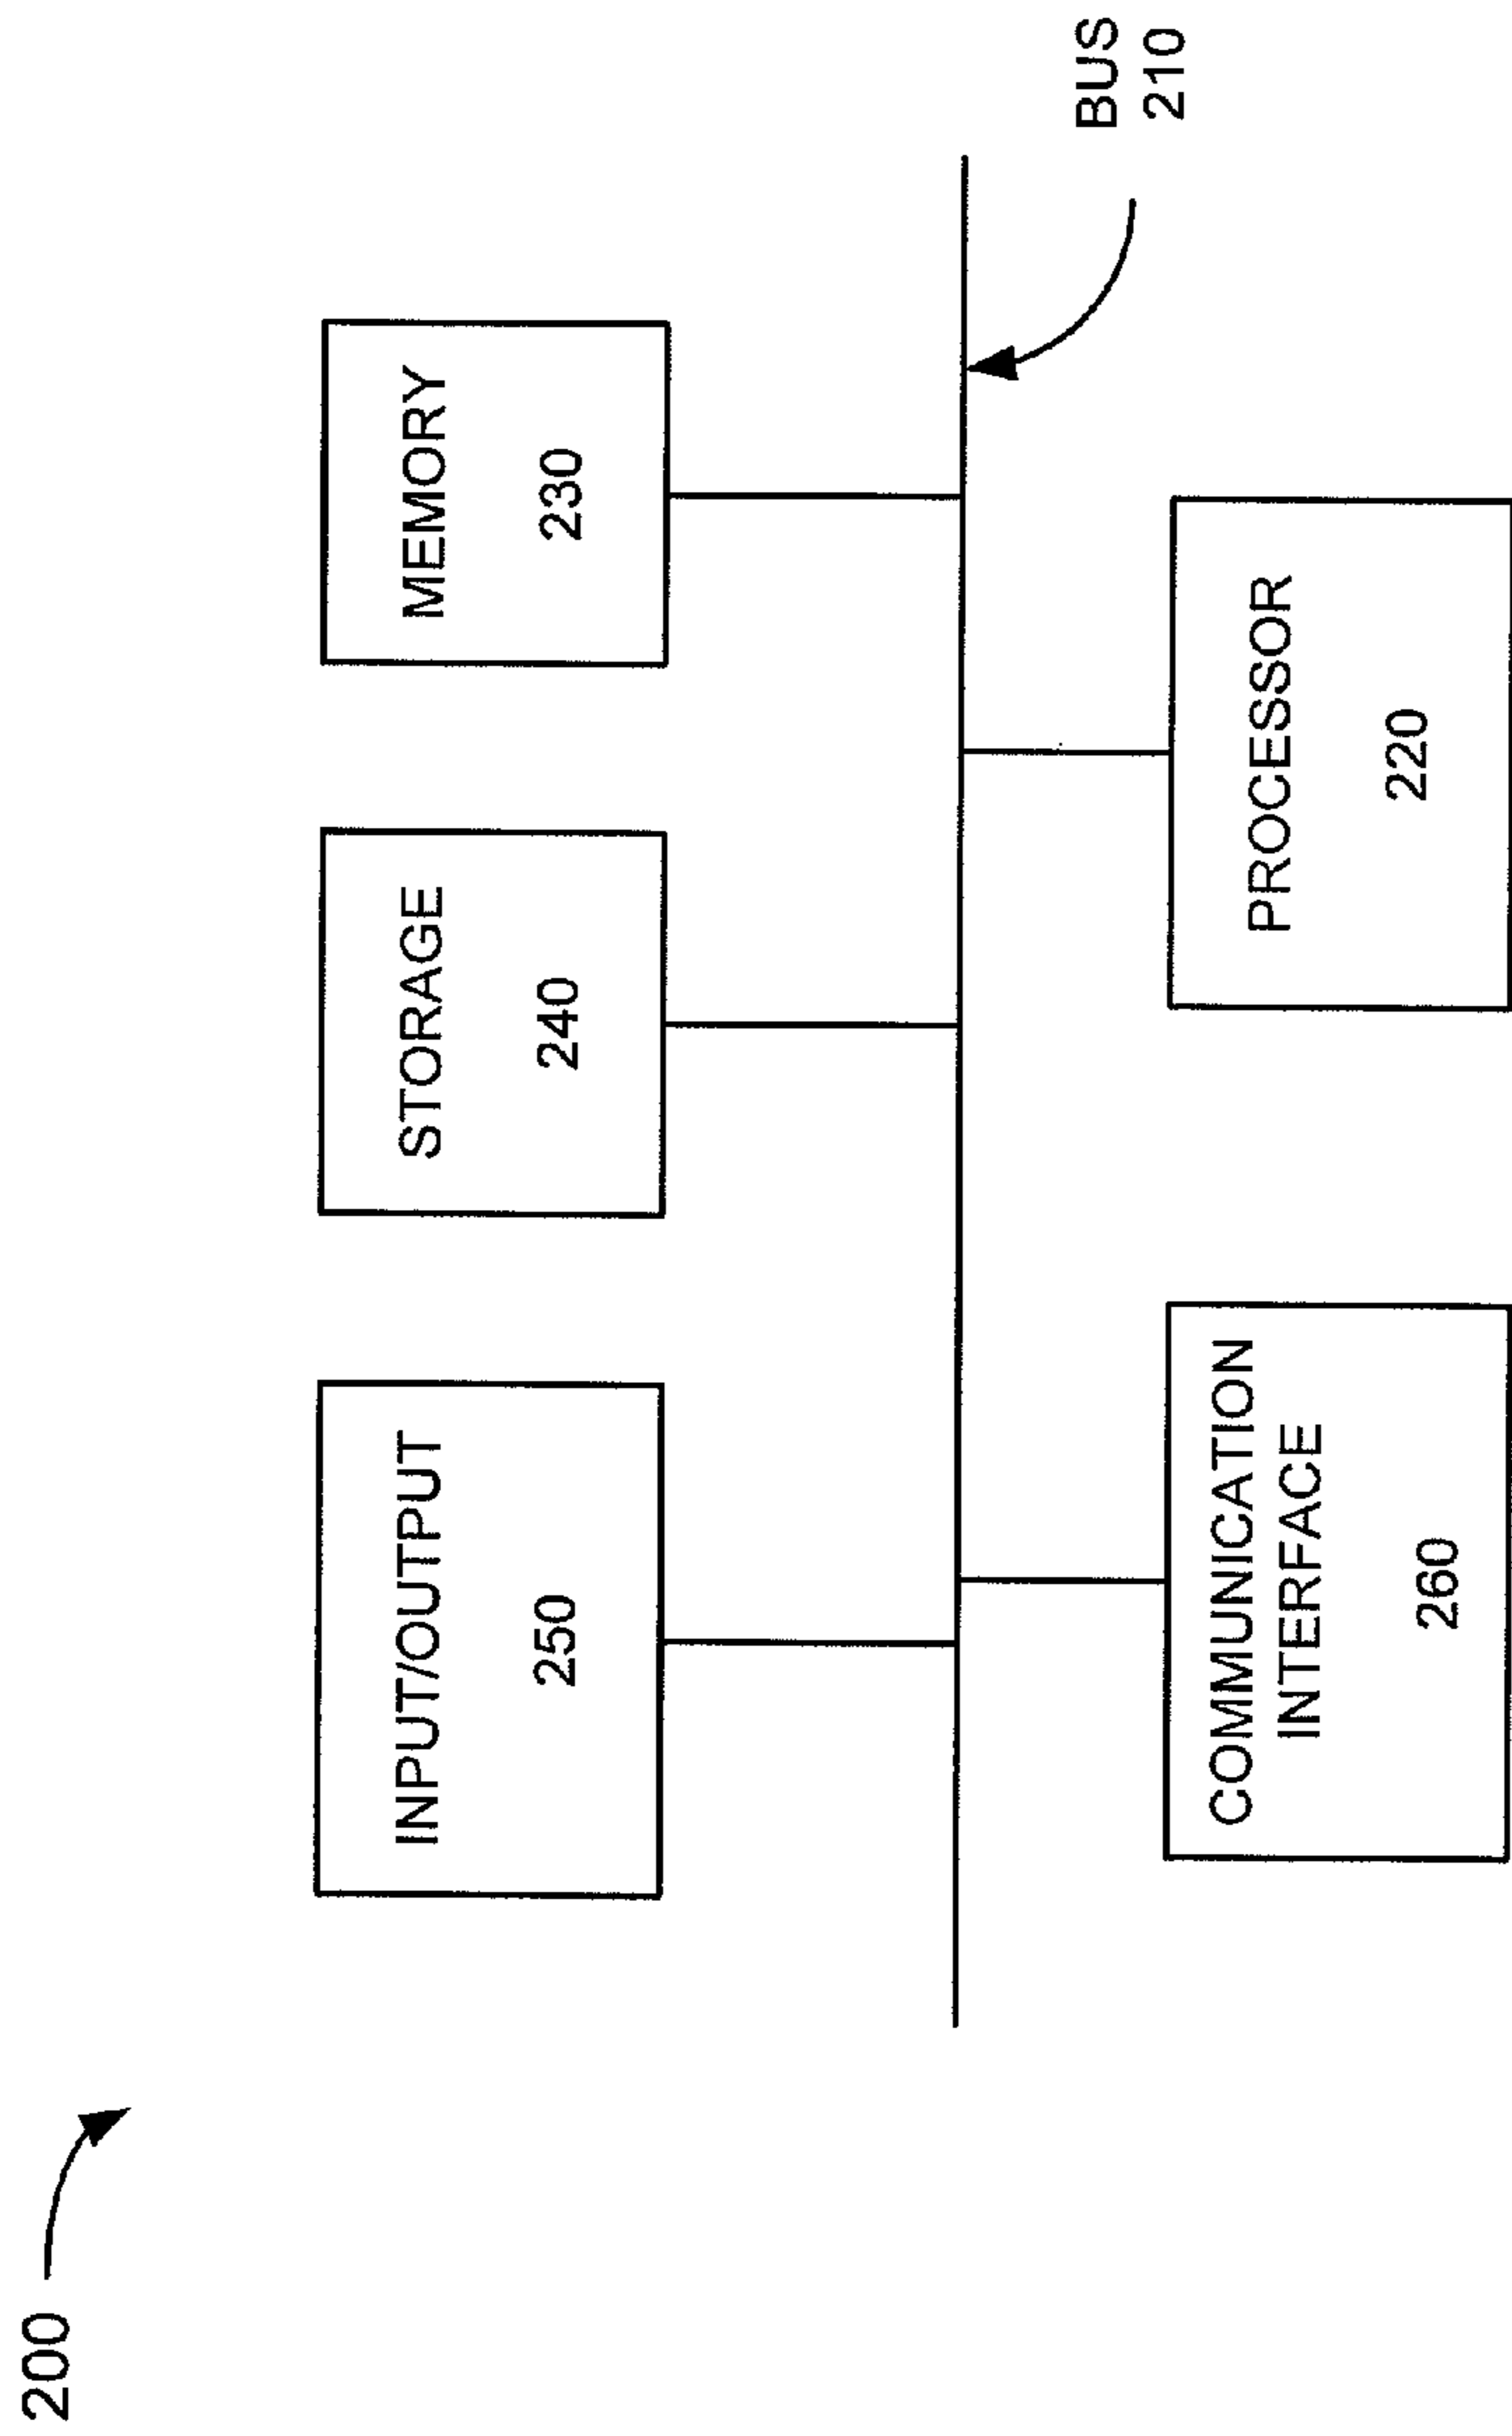 200
INPUT/OUTPUT
250
STORAGE
240
MEMORY
230
BUS
210
COMMUNICATION
INTERFACE
260
PROCESSOR
220